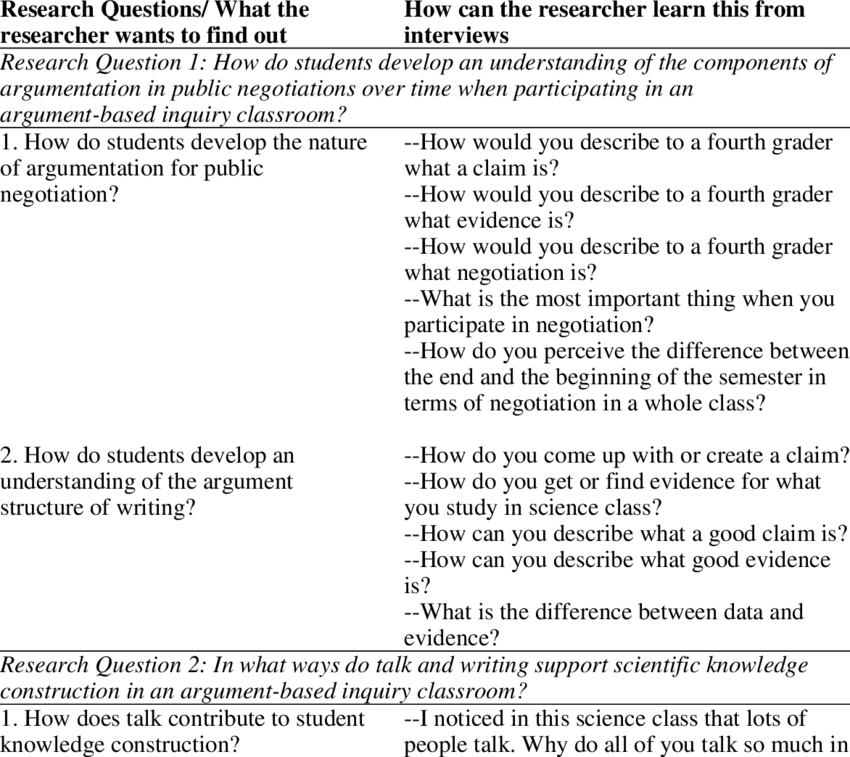 Research Questions/ What the researcher wants to find out
How can the researcher learn this from interviews
Research Question 1: How do students develop an understanding of the components of
argumentation in public negotiations over time when participating in an
argument-based inquiry classroom?
1. How do students develop the nature
of argumentation for public
negotiation?
--How would you describe to a fourth grader
what a claim is?
--How would you describe to a fourth grader
what evidence is?
--How would you describe to a fourth grader
what negotiation is?
--What is the most important thing when you
participate in negotiation?
--How do you perceive the difference between
the end and the beginning of the semester in
terms of negotiation in a whole class?
2. How do students develop an
understanding of the argument
structure of writing?
--How do you come up with or create a claim?
--How do you get or find evidence for what
you study in science class?
--How can you describe what a good claim is?
--How can you describe what good evidence
is?
--What is the difference between data and
evidence?
Research Question 2: In what ways do talk and writing support scientific knowledge
construction in an argument-based inquiry classroom?
1. How does talk contribute to student
knowledge construction?
--I noticed in this science class that lots of
people talk. Why do all of you talk so much in